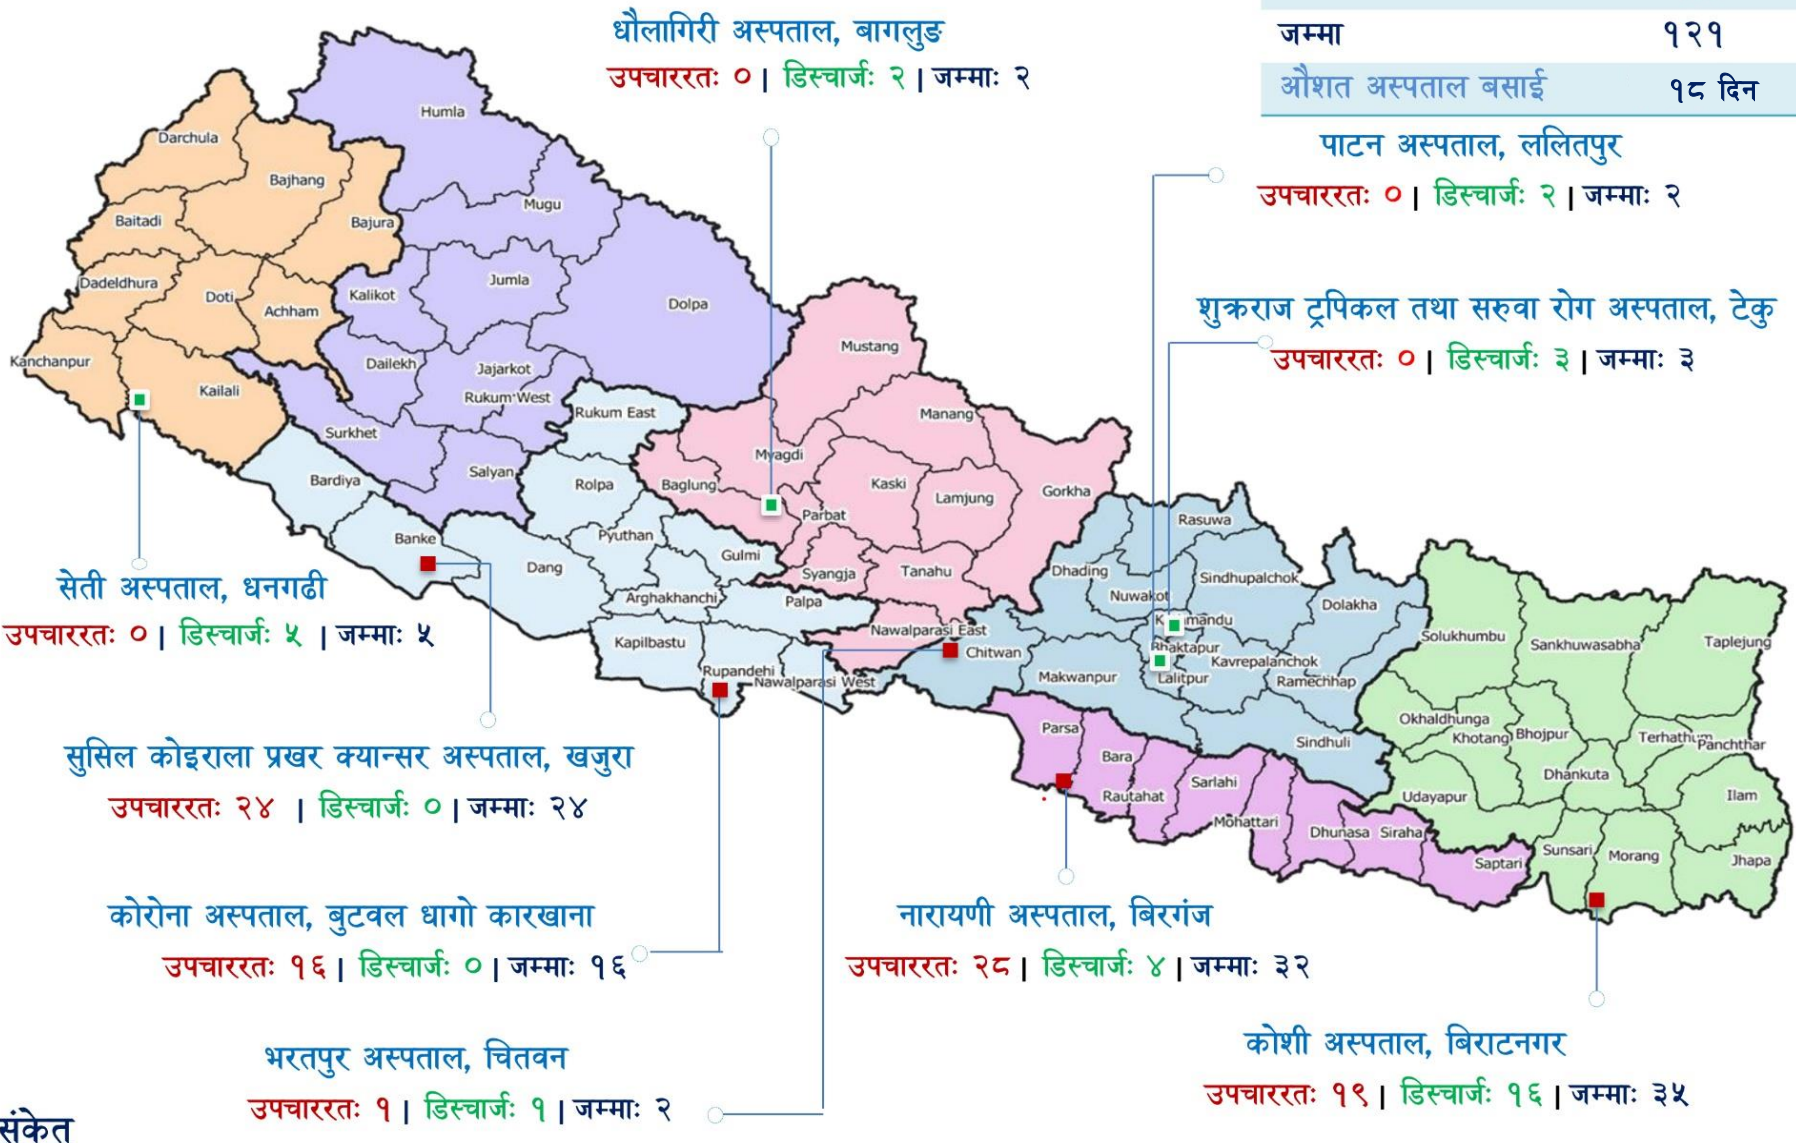 धौलागिरी अस्पताल, बागलुङ
उपचाररतः ० | डिस्चार्जः २ | जम्माः २
जम्मा १२१
औशत अस्पताल बसाई १८ दिन
पाटन अस्पताल, ललितपुर
उपचाररतः ० | डिस्चार्जः २ | जम्माः २
शुक्रराज ट्रपिकल तथा सरुवा रोग अस्पताल, टेकु
उपचाररतः ० | डिस्चार्जः ३ | जम्माः ३
Humla
Darchula
Bajhang
Mugu
Baitadi
Bajura
Dadeldhura
Doti
Achham
Kalikot
Jumla
Dolpa
Kanchanpur
Kailali
Dailekh
Jajarkot
Rukum West
Rukum East
Surkhet
Salyan
Mustang
Manang
Myagdi
Bardiya
Rolpa
Baglung
Kaski
Lamjung
Gorkha
Parbat
Banke
Dang
Pyuthan
Gulmi
Syangja
Tanahu
Rasuwa
Dhading
Nuwakot
Sindhupalchok
Dolakha
Arghakhanchi
Palpa
Kapilbastu
Rupandehi
Nawalparasi East
Nawalparasi West
Chitwan
Makwanpur
Bhaktapur
Lalitpur
Kavrepalanchok
Ramechhap
Solukhumbu
Sankhuwasabha
Taplejung
Parsa
Bara
Rautahat
Sarlahi
Sindhuli
Mohattari
Dhunasa
Siraha
Saptari
Okhaldhunga
Khotang
Bhojpur
Terhathum
Panchthar
Dhankuta
Udayapur
Ilam
Sunsari
Morang
Jhapa
सेती अस्पताल, धनगढी
उपचाररतः ० | डिस्चार्जः ५ | जम्माः ५
सुसिल कोइराला प्रखर क्यान्सर अस्पताल, खजुरा
उपचाररतः २४ | डिस्चार्जः ० | जम्माः २४
कोरोना अस्पताल, बुटवल धागो कारखाना
उपचाररतः १६ | डिस्चार्जः ० | जम्माः १६
नारायणी अस्पताल, बिरगंज
उपचाररतः २८ | डिस्चार्जः ४ | जम्माः ३२
भरतपुर अस्पताल, चितवन
उपचाररतः १ | डिस्चार्जः १ | जम्माः २
कोशी अस्पताल, बिराटनगर
उपचाररतः १९ | डिस्चार्जः १६ | जम्माः ३५
संकेत